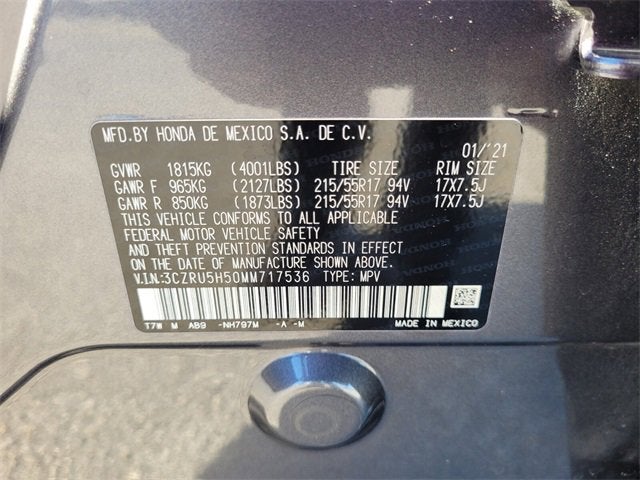 MFD.BY HONDA DE MEXICO S.A. DE C.V.
01/'21
GVWR 1815KG (4001LBS) TIRE SIZE RIM SIZE
GAWR F 965KG (2127LBS) 215/55R17 94V 17X7.5J
GAWR R 850KG (1873LBS) 215/55R17 94V 17X7.5J
THIS VEHICLE CONFORMS TO ALL APPLICABLE
FEDERAL MOTOR VEHICLE SAFETY
AND THEFT PREVENTION STANDARDS IN EFFECT
ON THE DATE OF MANUFACTURE SHOWN ABOVE.
V.I.N:3CZRU5H50MM717536 TYPE: MPV
T7W M AB9 -NH797M -A -M MADE IN MEXICO